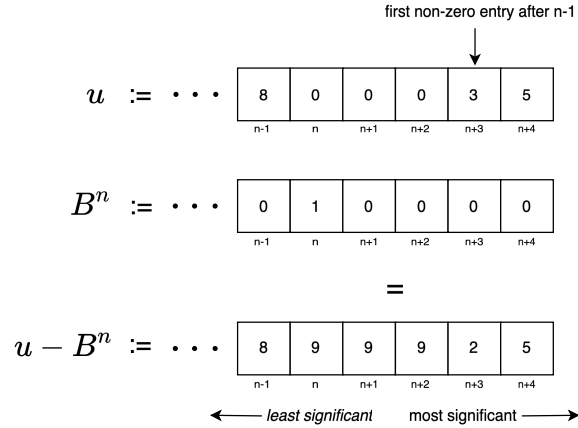 first non-zero entry after n-1
u := · · · 8 0 0 0 3 5
n-1 n n+1 n+2 n+3 n+4
Bⁿ := · · · 0 1 0 0 0 0
n-1 n n+1 n+2 n+3 n+4
=
u − Bⁿ := · · · 8 9 9 9 2 5
n-1 n n+1 n+2 n+3 n+4
least significant most significant